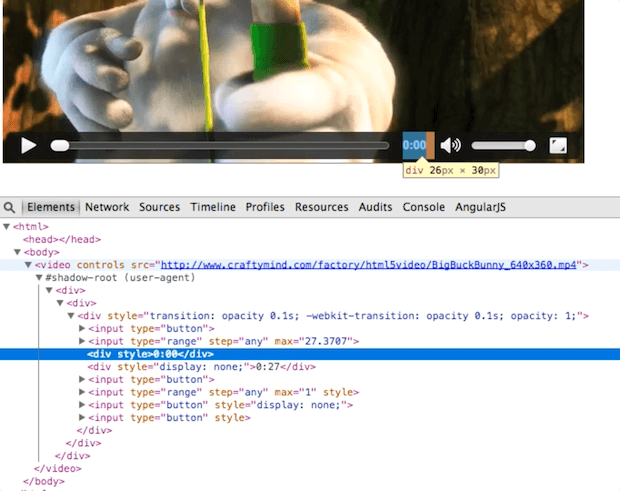 0:00
div 26px × 30px
Elements Network Sources Timeline Profiles Resources Audits Console AngularJS
▼<html>
<head></head>
▼<body>
▼<video controls src="http://www.craftymind.com/factory/html5video/BigBuckBunny_640x360.mp4">
▼#shadow-root (user-agent)
▼<div>
▼<div>
▼<div style="transition: opacity 0.1s; -webkit-transition: opacity 0.1s; opacity: 1;">
▶<input type="button">
▶<input type="range" step="any" max="27.3707">
<div style>0:00</div>
<div style="display: none;">0:27</div>
▶<input type="button">
▶<input type="range" step="any" max="1" style>
▶<input type="button" style="display: none;">
▶<input type="button" style>
</div>
</div>
</div>
</video>
</body>